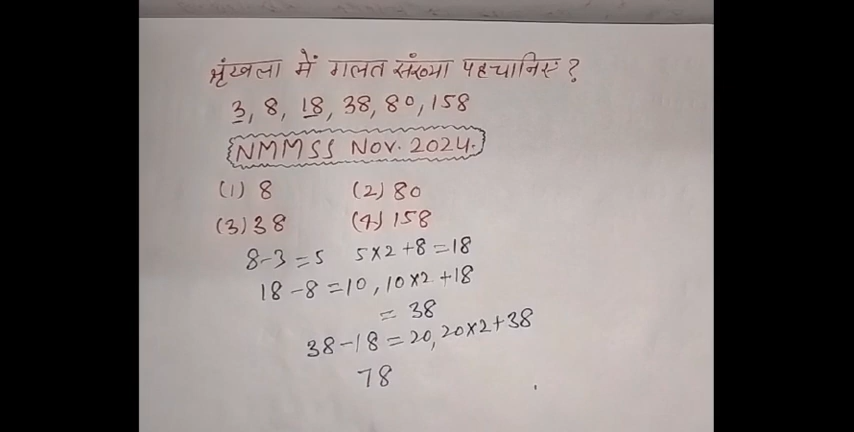 श्रृंखला में गलत संख्या पहचानिए ?
3, 8, 18, 38, 80, 158
NMMSS Nov. 2024.
(1) 8 (2) 80
(3) 38 (4) 158
8-3=5 5×2+8=18
18-8=10, 10×2+18
= 38
38-18=20, 20×2+38
78